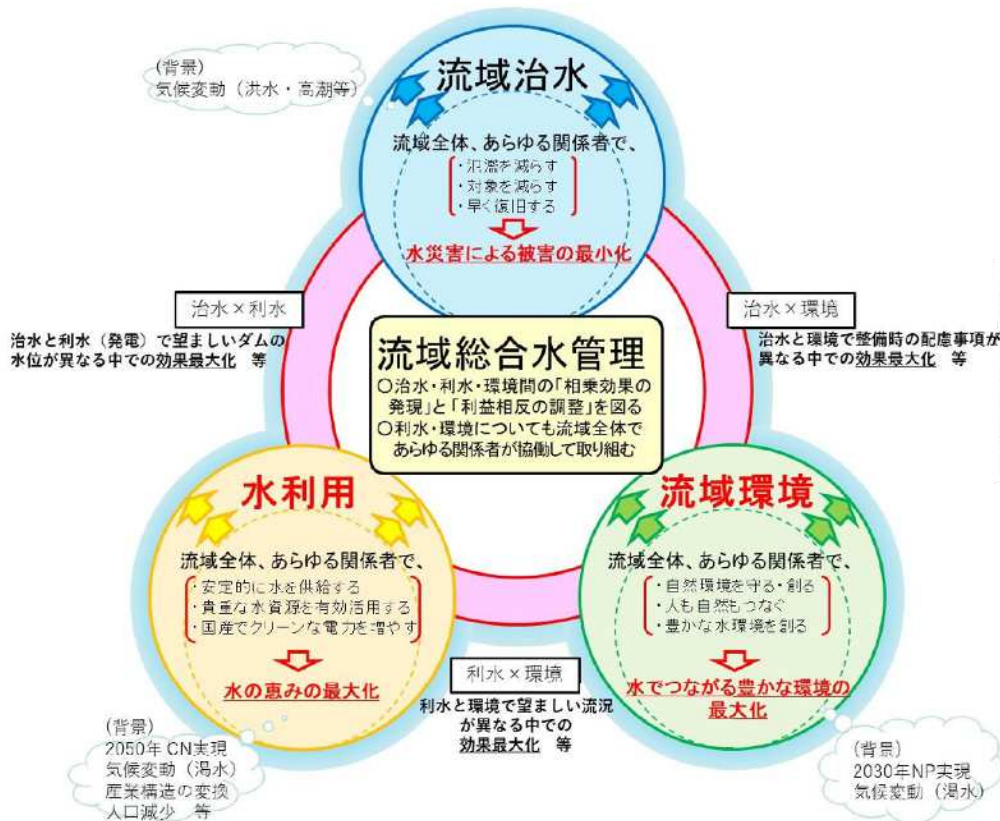 (背景)
気候変動（洪水・高潮等）
流域治水
流域全体、あらゆる関係者で、
・氾濫を減らす
・対象を減らす
・早く復旧する
水災害による被害の最小化
治水×利水
治水と利水（発電）で望ましいダムの
水位が異なる中での効果最大化　等
治水×環境
治水と環境で整備時の配慮事項が
異なる中での効果最大化　等
流域総合水管理
○治水・利水・環境間の「相乗効果の
発現」と「利益相反の調整」を図る
○利水・環境についても流域全体で
あらゆる関係者が協働して取り組む
水利用
流域全体、あらゆる関係者で、
・安定的に水を供給する
・貴重な水資源を有効活用する
・国産でクリーンな電力を増やす
水の恵みの最大化
流域環境
流域全体、あらゆる関係者で、
・自然環境を守る・創る
・人も自然もつなぐ
・豊かな水環境を創る
水でつながる豊かな環境の
最大化
利水×環境
利水と環境で望ましい流況
が異なる中での
効果最大化　等
(背景)
2050年CN実現
気候変動（渇水）
産業構造の変換
人口減少　等
(背景)
2030年NP実現
気候変動（渇水）